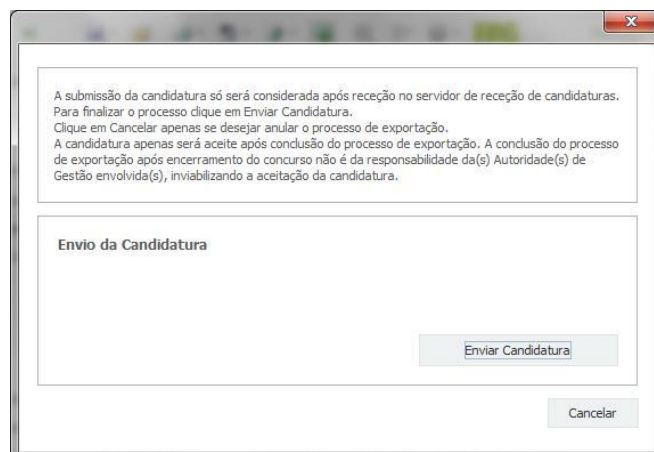 A submissão da candidatura só será considerada após receção no servidor de receção de candidaturas.
Para finalizar o processo clique em Enviar Candidatura.
Clique em Cancelar apenas se desejar anular o processo de exportação.
A candidatura apenas será aceite após conclusão do processo de exportação. A conclusão do processo
de exportação após encerramento do concurso não é da responsabilidade da(s) Autoridade(s) de
Gestão envolvida(s), inviabilizando a aceitação da candidatura.
Envio da Candidatura
Enviar Candidatura
Cancelar